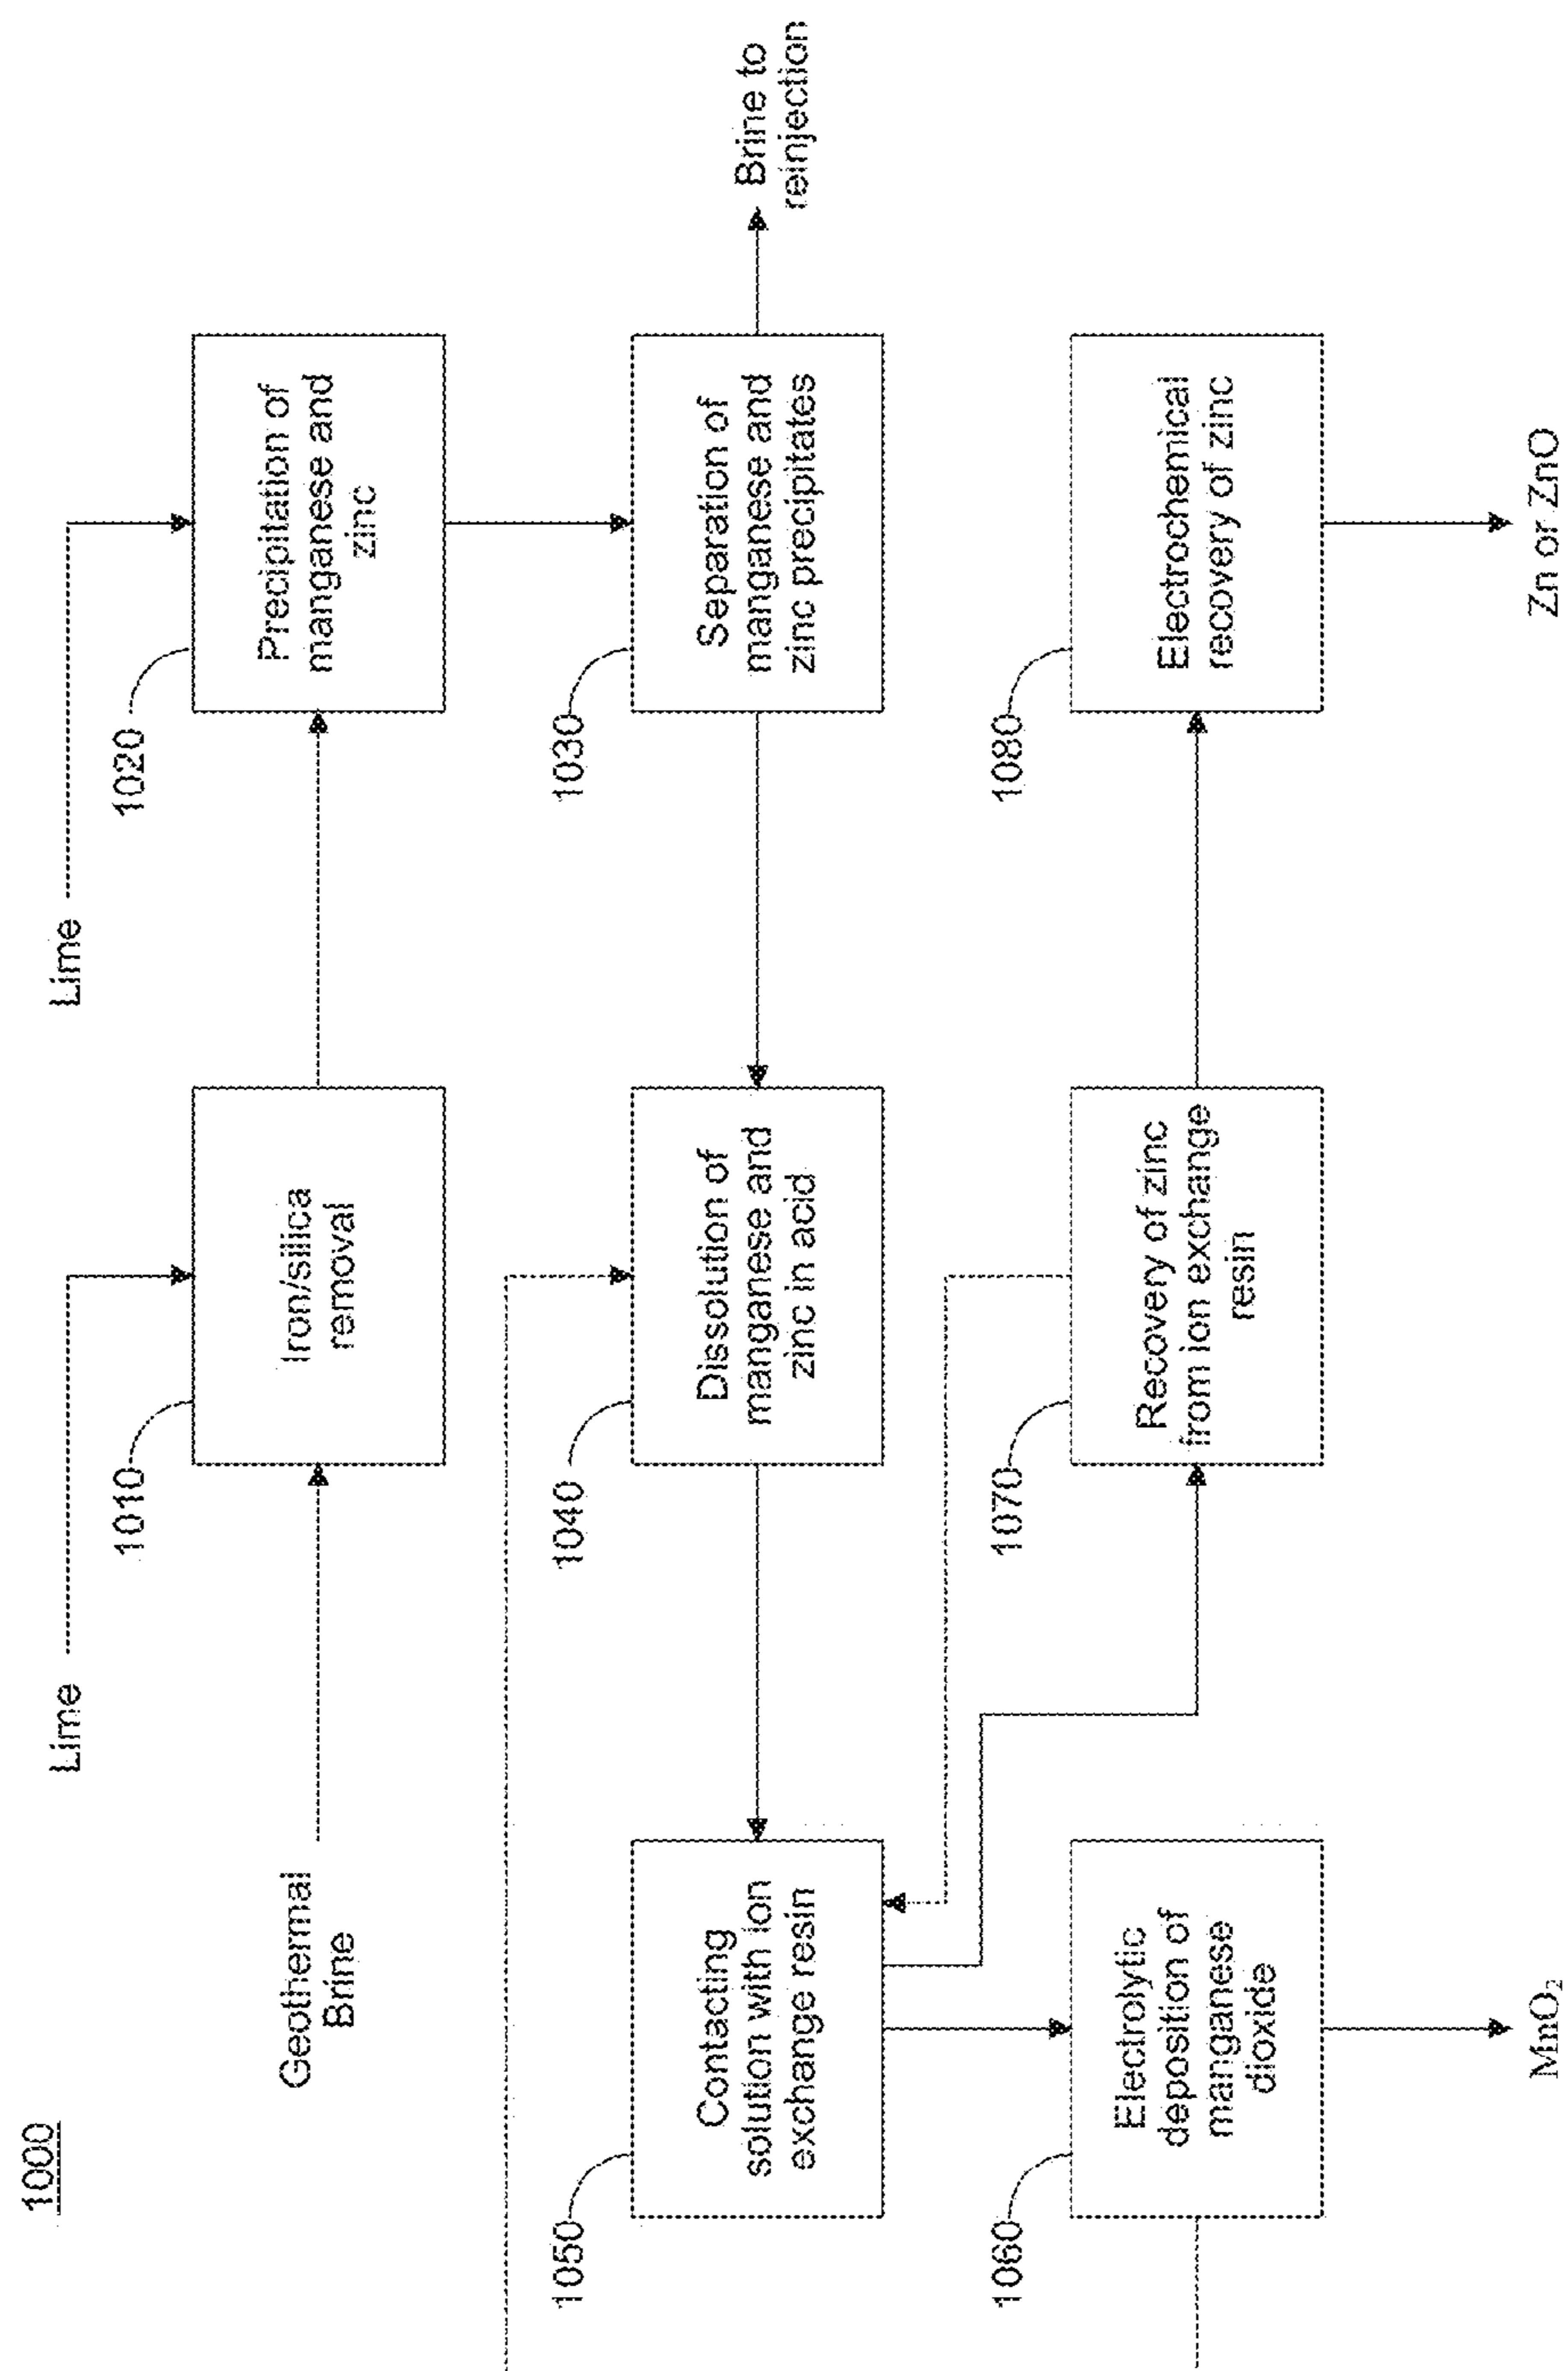 1000
Lime
Lime
Geothermal
Brine
1010
Iron/silica
removal
1020
Precipitation of
manganese and
zinc
1050
Contacting
solution with ion
exchange resin
1040
Dissolution of
manganese and
zinc in acid
1030
Separation of
manganese and
zinc precipitates
Brine to
reinjection
1060
Electrolytic
deposition of
manganese
dioxide
1070
Recovery of zinc
from ion exchange
resin
1080
Electrochemical
recovery of zinc
MnO₂
Zn or ZnO